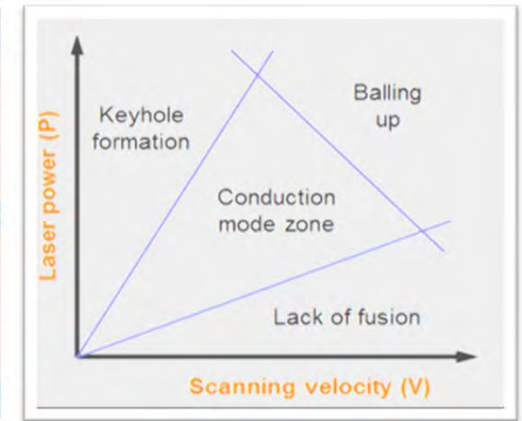 Keyhole
formation
Balling
up
Conduction
mode zone
Lack of fusion
Laser power (P)
Scanning velocity (V)